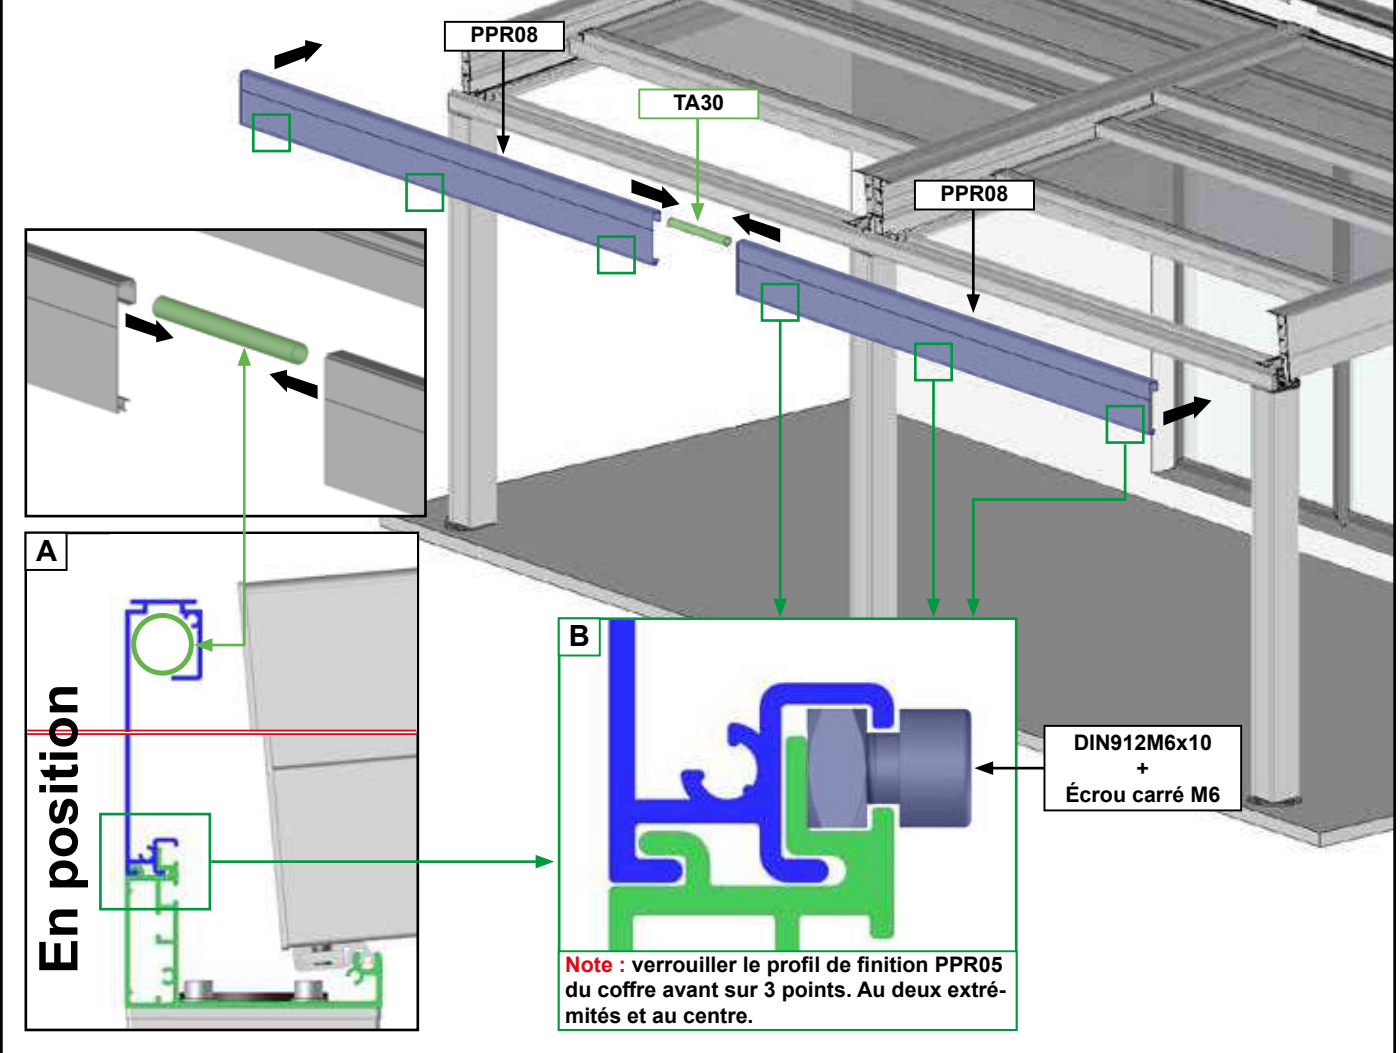 PPR08
TA30
PPR08
A
En position
B
DIN912M6x10
+
Écrou carré M6
Note : verrouiller le profil de finition PPR05
du coffre avant sur 3 points. Au deux extré-
mités et au centre.